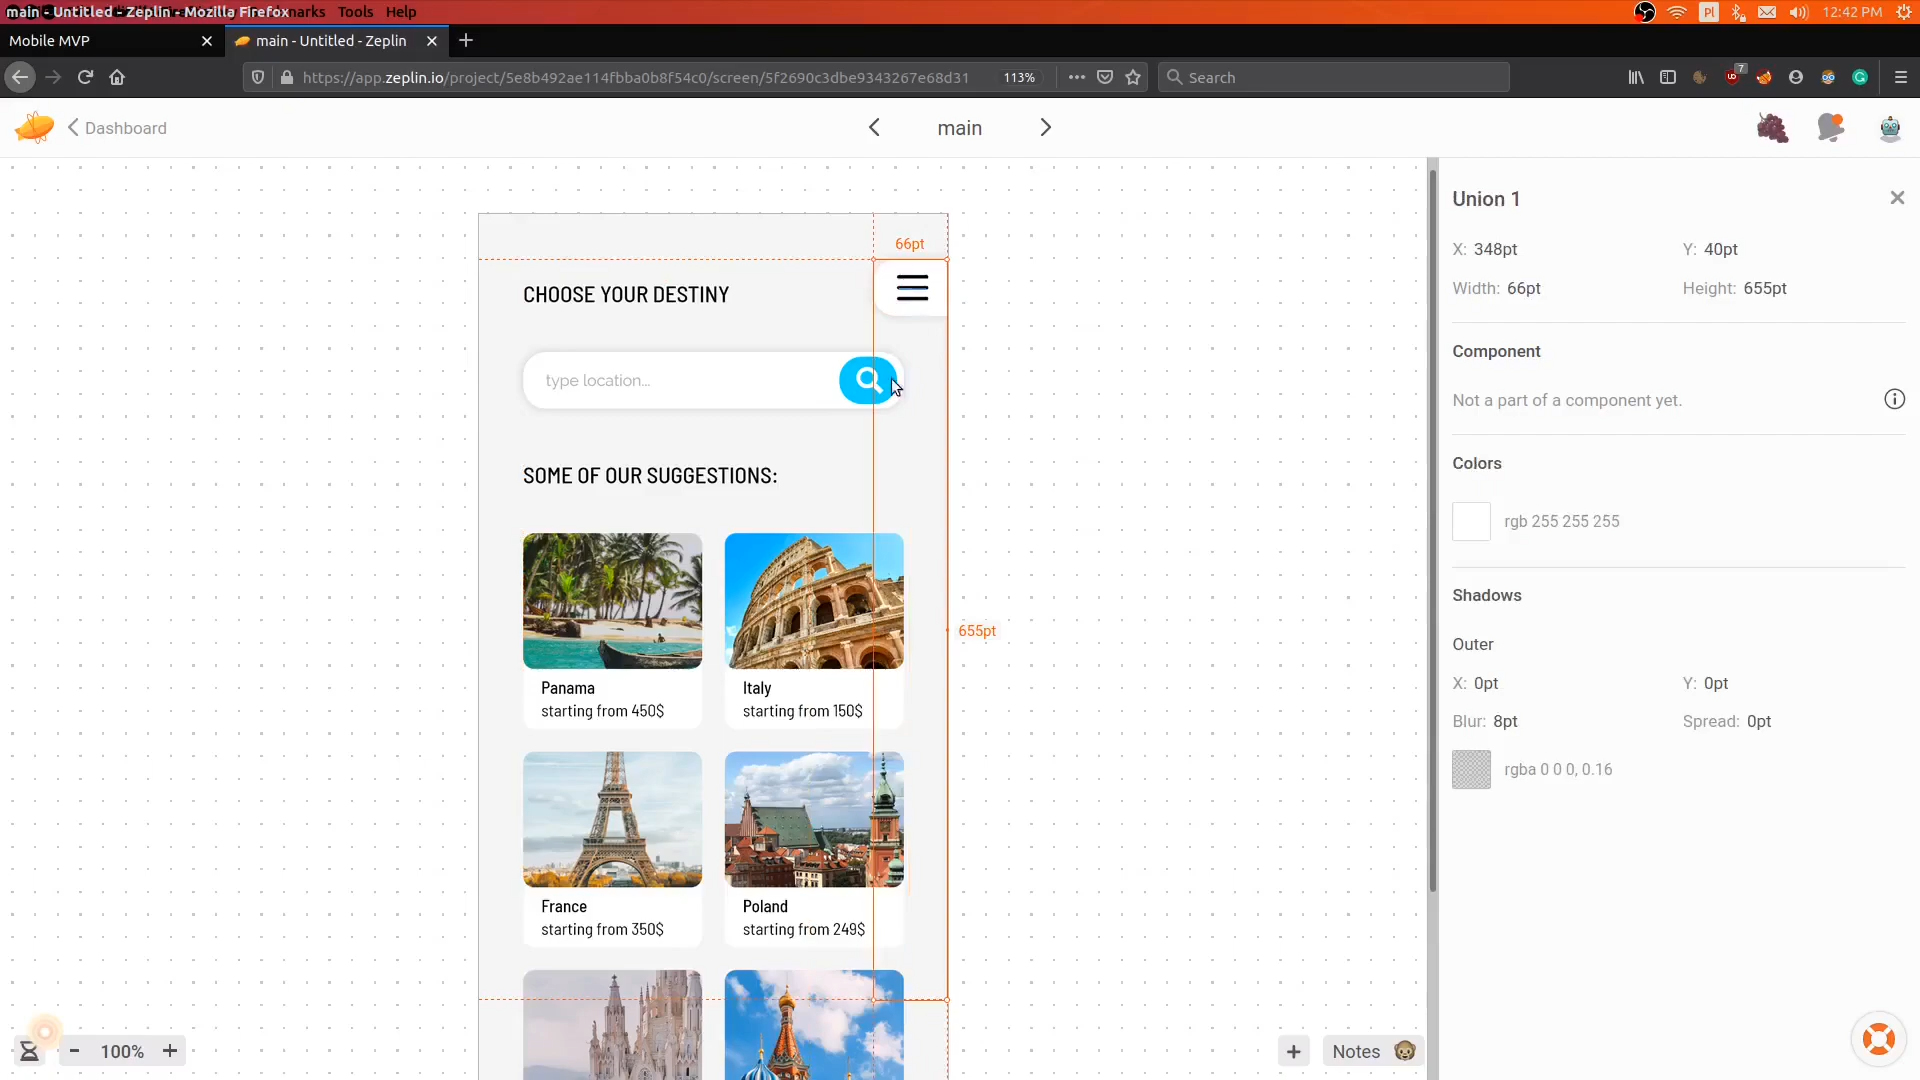 main - Untitled - Zeplin - Mozilla Firefox
Tools
Help
Pl
12:42 PM
Mobile MVP
main - Untitled - Zeplin
https://app.zeplin.io/project/5e8b492ae114fbba0b8f54c0/screen/5f2690c3dbe9343267e68d31
113%
Search
7
Dashboard
main
66pt
CHOOSE YOUR DESTINY
type location...
SOME OF OUR SUGGESTIONS:
Panama
starting from 450$
Italy
starting from 150$
France
starting from 350$
Poland
starting from 249$
655pt
100%
Notes
Union 1
X: 348pt
Y: 40pt
Width: 66pt
Height: 655pt
Component
Not a part of a component yet.
Colors
rgb 255 255 255
Shadows
Outer
X: 0pt
Y: 0pt
Blur: 8pt
Spread: 0pt
rgba 0 0 0, 0.16